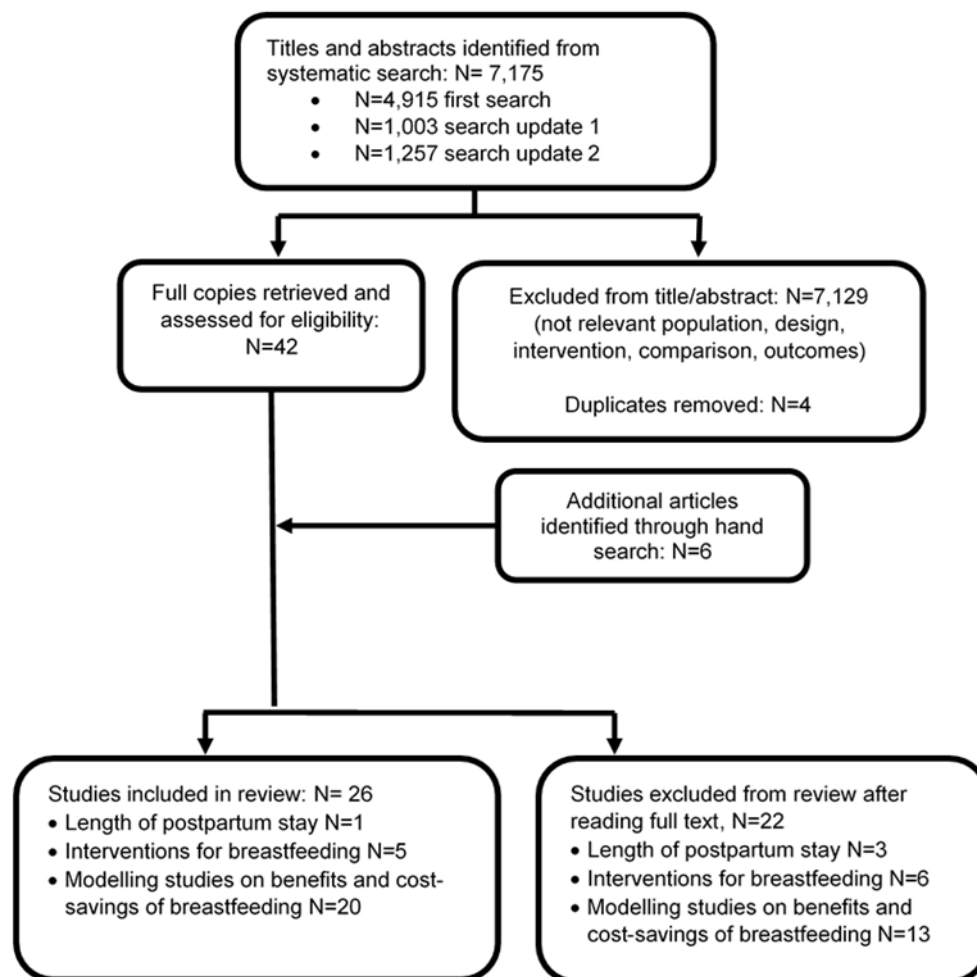 Titles and abstracts identified from
systematic search: N= 7,175
• N=4,915 first search
• N=1,003 search update 1
• N=1,257 search update 2
Full copies retrieved and
assessed for eligibility:
N=42
Excluded from title/abstract: N=7,129
(not relevant population, design,
intervention, comparison, outcomes)
Duplicates removed: N=4
Additional articles
identified through hand
search: N=6
Studies included in review: N= 26
• Length of postpartum stay N=1
• Interventions for breastfeeding N=5
• Modelling studies on benefits and cost-
savings of breastfeeding N=20
Studies excluded from review after
reading full text, N=22
• Length of postpartum stay N=3
• Interventions for breastfeeding N=6
• Modelling studies on benefits and
cost-savings of breastfeeding N=13